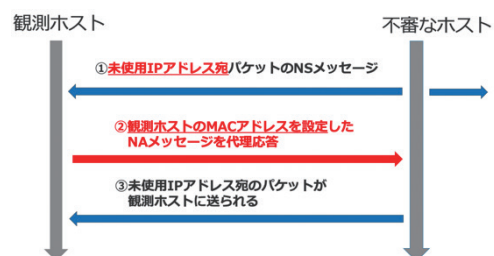 観測ホスト
不審なホスト
①未使用IPアドレス宛パケットのNSメッセージ
②観測ホストのMACアドレスを設定した
NAメッセージを代理応答
③未使用IPアドレス宛のパケットが
観測ホストに送られる